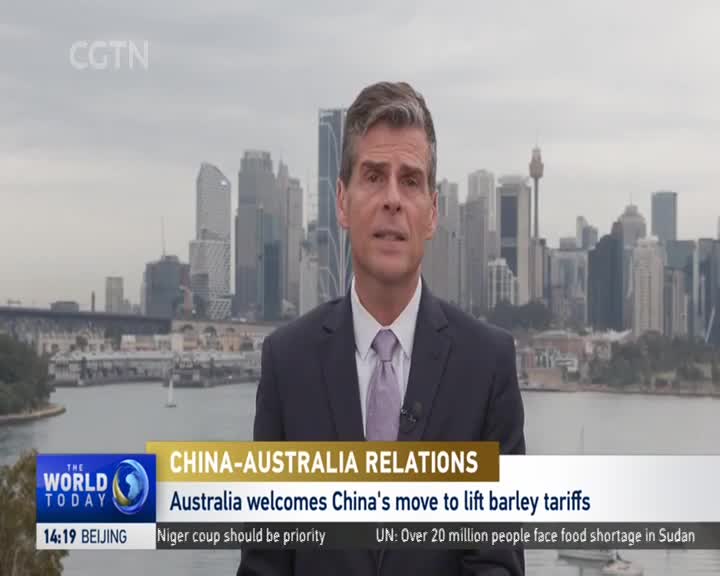 CGTN
CHINA-AUSTRALIA RELATIONS
THE
WORLD
TODAY
Australia welcomes China's move to lift barley tariffs
14:19 BEIJING
Niger coup should be priority
UN: Over 20 million people face food shortage in Sudan